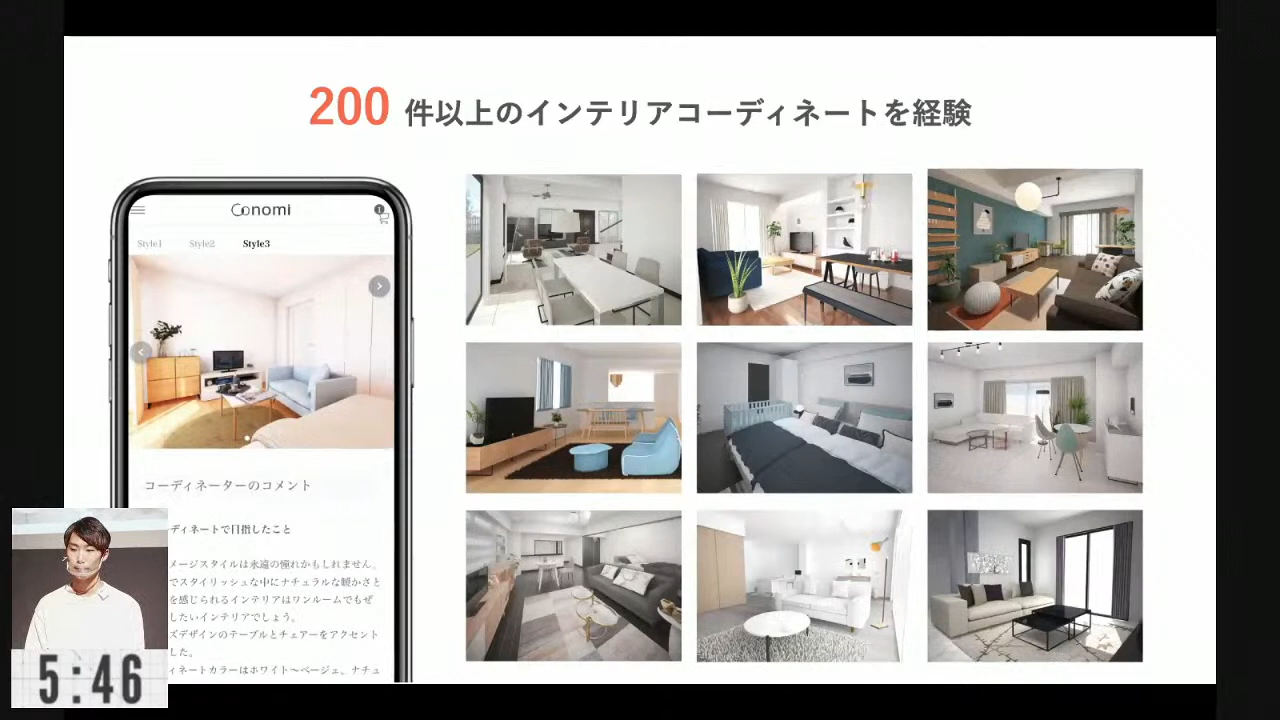 200 件以上のインテリアコーディネートを経験
Conomi
1
Style1 Style2 Style3
コーディネーターのコメント
ディネートで目指したこと
メージスタイルは永遠の憧れかもしれません。
でスタイリッシュな中にナチュラルな暖かさと
を感じられるインテリアはワンルームでもぜ
したいインテリアでしょう。
ズデザインのテーブルとチェアーをアクセント
した。
ィネートカラーはホワイト〜ベージュ、ナチュ
5:46